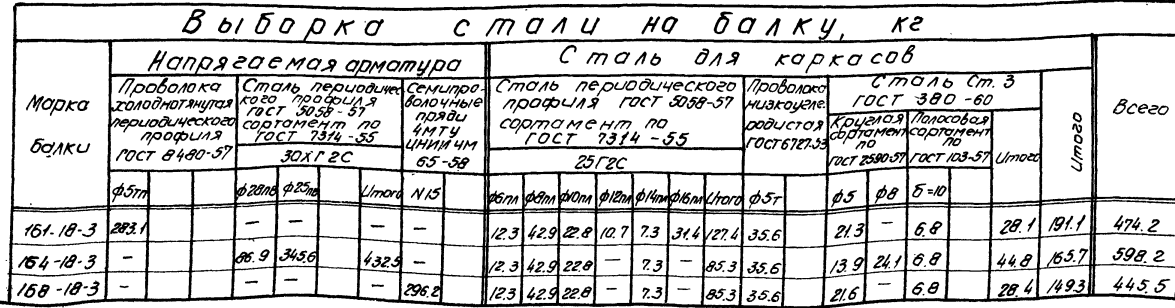 Выборка стали на балку, кг
Марка балки
Напрягаемая арматура
Сталь для каркасов
Всего
Проволока холоднотянутая периодического профиля ГОСТ 8480-57
Сталь периодического профиля ГОСТ 5058-57 сортамент по ГОСТ 7314-55
Семипроволочные пряди ЧМТУ ЦНИИЧМ 65-58
Сталь периодического профиля ГОСТ 5058-57 сортамент по ГОСТ 7314-55
Проволока низкоуглеродистая ГОСТ 6727-53
Сталь Ст. 3 ГОСТ 380-60
Итого
Круглая сортамент по ГОСТ 2590-57
Полосовая сортамент по ГОСТ 103-57
Итого
30ХГ2С
25Г2С
ф5тп ф28пв ф25пв Итого N15 ф6пл ф8пл ф10пл ф12пл ф14пл ф16пл Итого ф5т ф5 ф8 б=10
161-18-3 283.1 – – – 12.3 42.9 22.8 10.7 7.3 31.4 127.4 35.6 21.3 – 6.8 28.1 191.1 474.2
164-18-3 – 86.9 345.6 432.5 – 12.3 42.9 22.8 – 7.3 – 85.3 35.6 13.9 24.1 6.8 44.8 165.7 598.2
168-18-3 – – – – 296.2 12.3 42.9 22.8 – 7.3 – 85.3 35.6 21.6 – 6.8 28.4 149.3 445.5